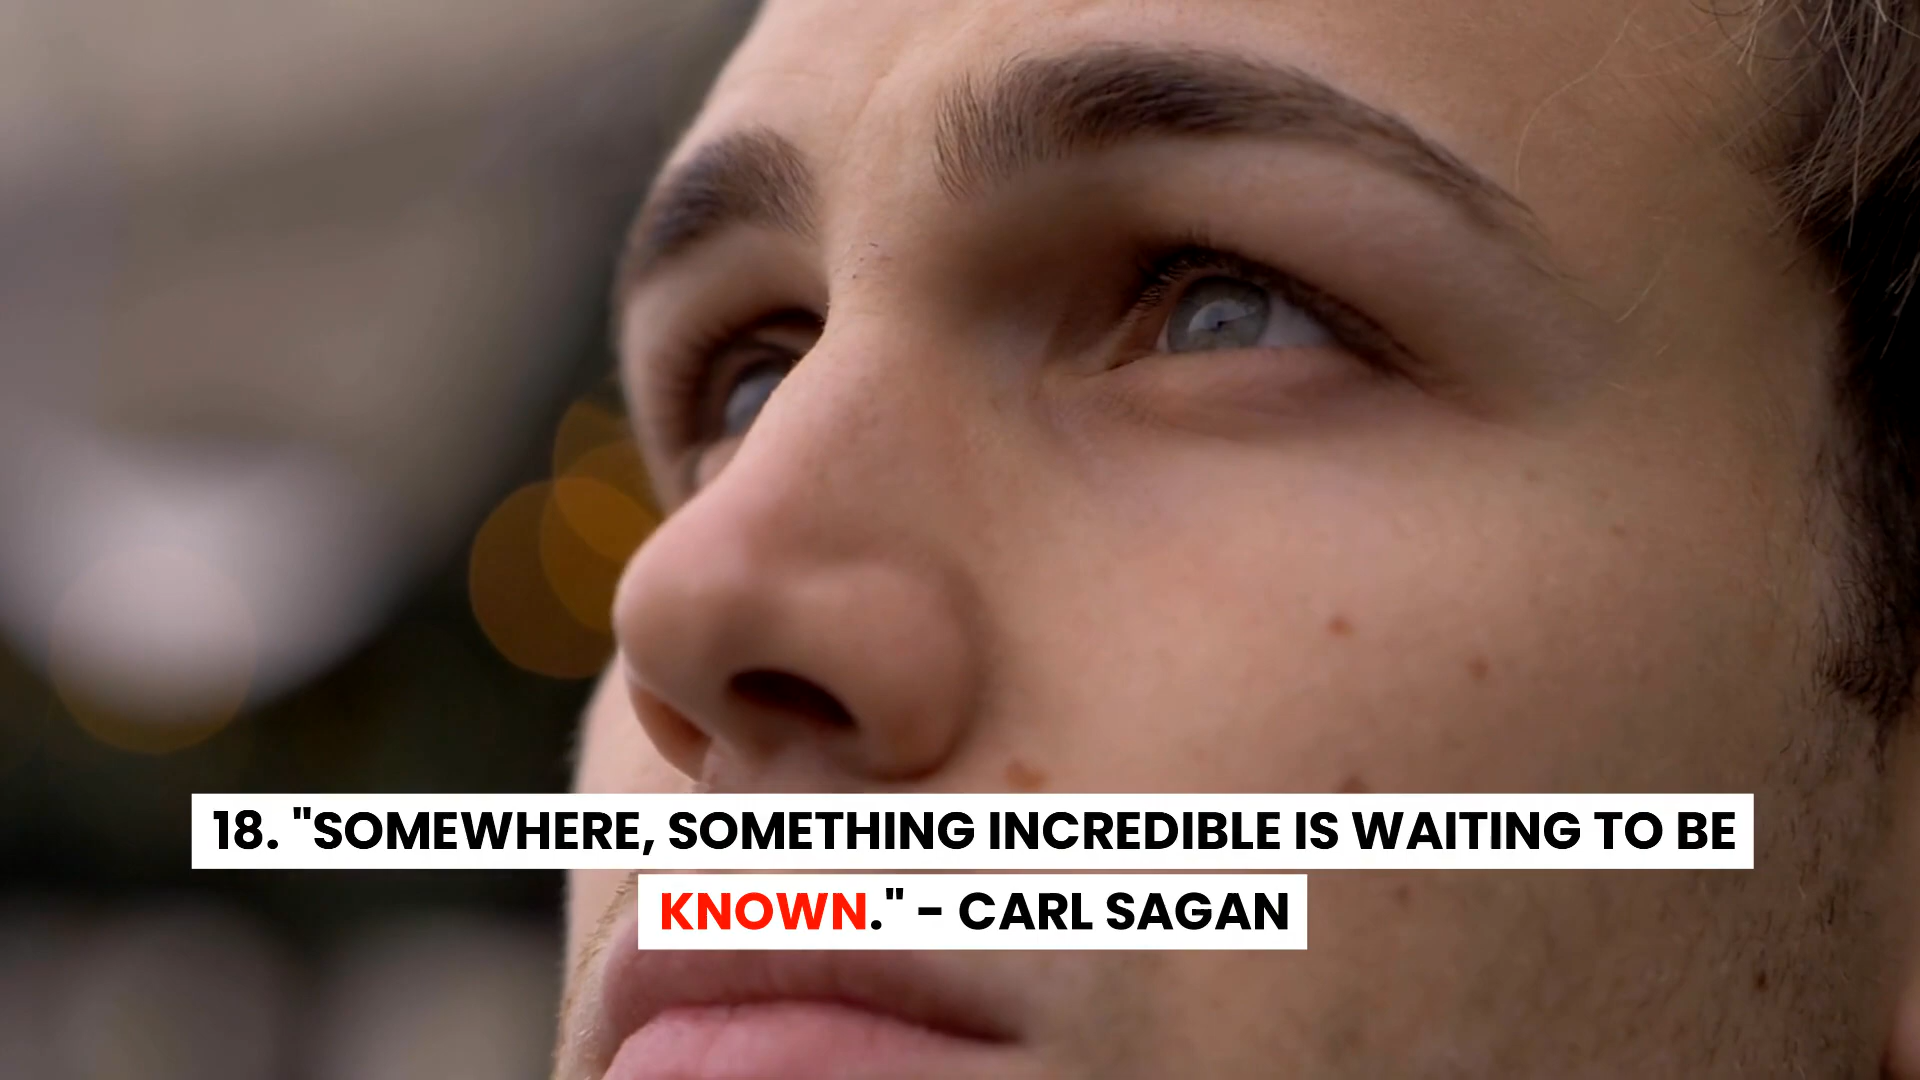 18. "SOMEWHERE, SOMETHING INCREDIBLE IS WAITING TO BE
KNOWN." - CARL SAGAN